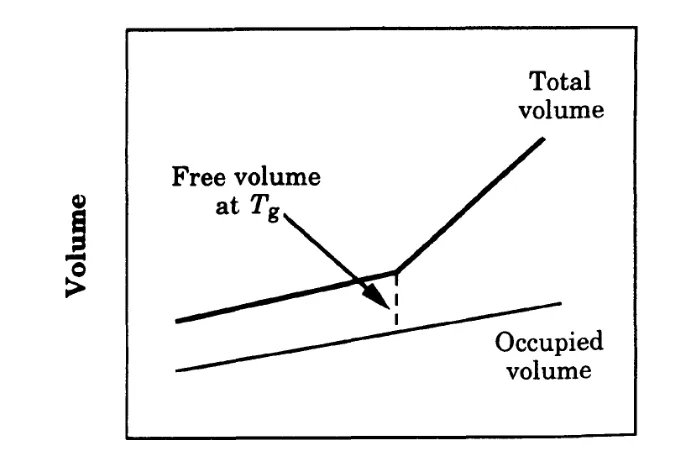 Total
volume
Free volume
at Tg
Volume
Occupied
volume